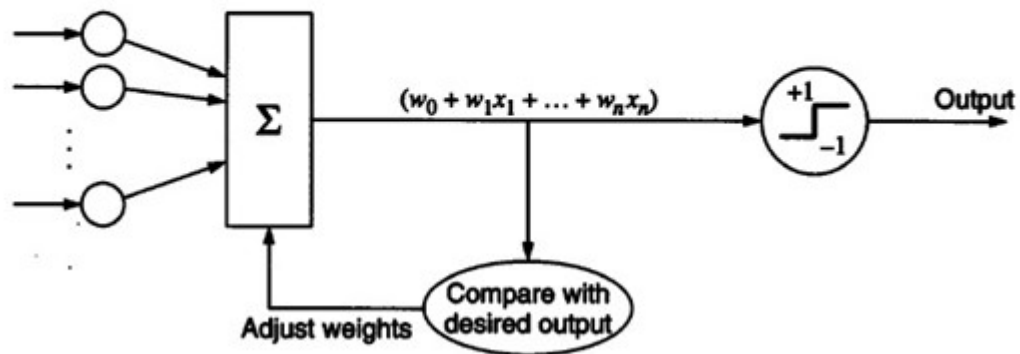 (w₀ + w₁x₁ + … + wₙxₙ)
+1
Output
Σ
−1
Compare with
desired output
Adjust weights